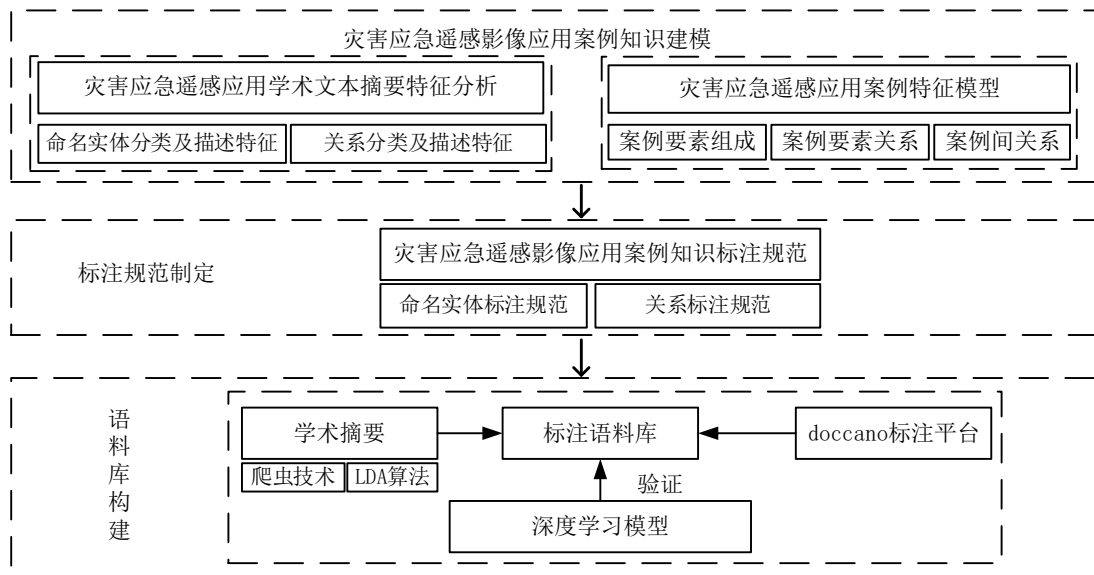 灾害应急遥感影像应用案例知识建模
灾害应急遥感应用学术文本摘要特征分析
命名实体分类及描述特征
关系分类及描述特征
灾害应急遥感应用案例特征模型
案例要素组成
案例要素关系
案例间关系
标注规范制定
灾害应急遥感影像应用案例知识标注规范
命名实体标注规范
关系标注规范
语料库构建
学术摘要
爬虫技术
LDA算法
标注语料库
doccano标注平台
验证
深度学习模型